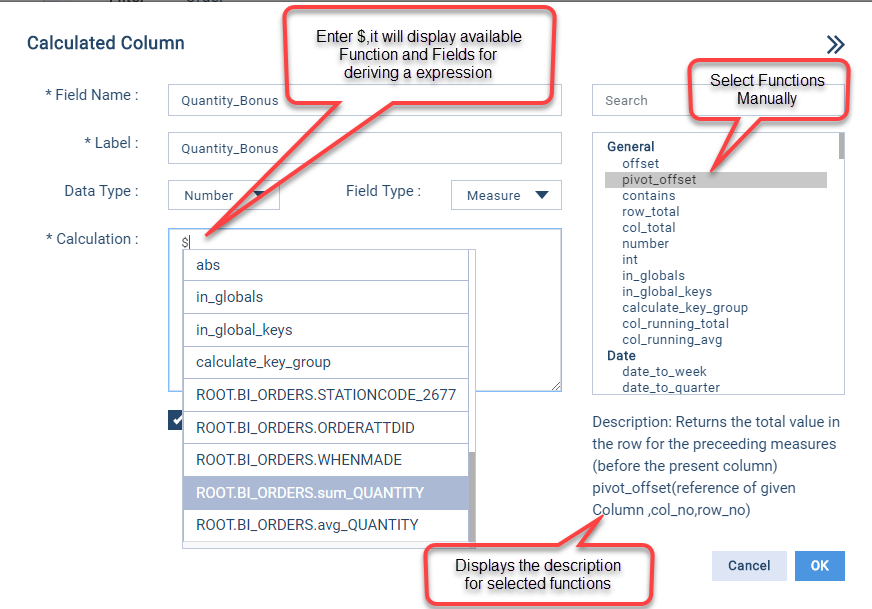 Calculated Column
Enter $,it will display available
Function and Fields for
deriving a expression
Select Functions
Manually
* Field Name :
Quantity_Bonus
Search
* Label :
Quantity_Bonus
Data Type :
Number
Field Type :
Measure
* Calculation :
$
abs
in_globals
in_global_keys
calculate_key_group
ROOT.BI_ORDERS.STATIONCODE_2677
ROOT.BI_ORDERS.ORDERATTDID
ROOT.BI_ORDERS.WHENMADE
ROOT.BI_ORDERS.sum_QUANTITY
ROOT.BI_ORDERS.avg_QUANTITY
General
offset
pivot_offset
contains
row_total
col_total
number
int
in_globals
in_global_keys
calculate_key_group
col_running_total
col_running_avg
Date
date_to_week
date_to_quarter
Description: Returns the total value in
the row for the preceeding measures
(before the present column)
pivot_offset(reference of given
Column ,col_no,row_no)
Displays the description
for selected functions
Cancel
OK